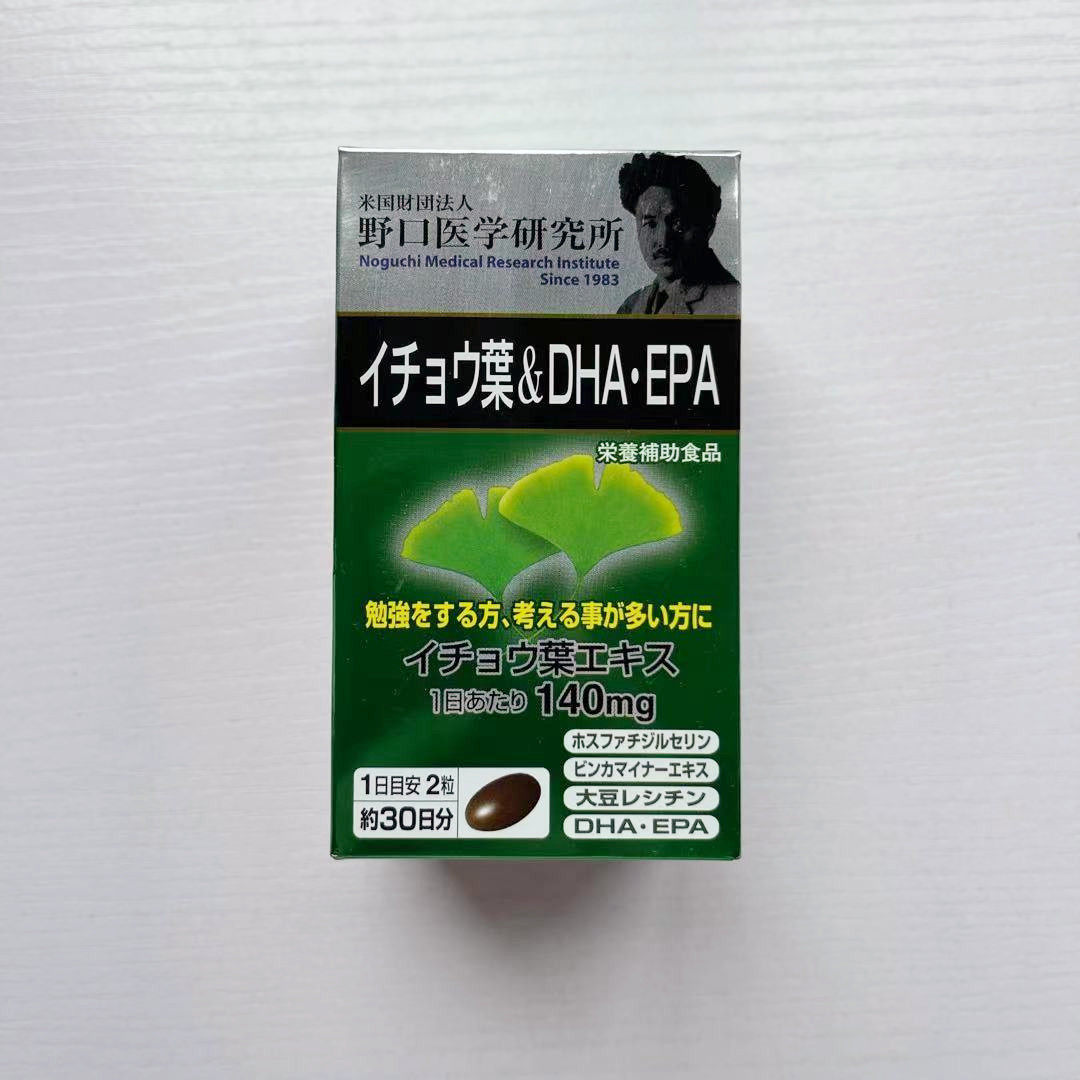 米国財団法人
野口医学研究所
Noguchi Medical Research Institute
Since 1983
イチョウ葉&DHA・EPA
栄養補助食品
勉強をする方、考える事が多い方に
イチョウ葉エキス
1日あたり 140mg
ホスファチジルセリン
ビンカマイナーエキス
大豆レシチン
DHA・EPA
1日目安 2粒
約30日分